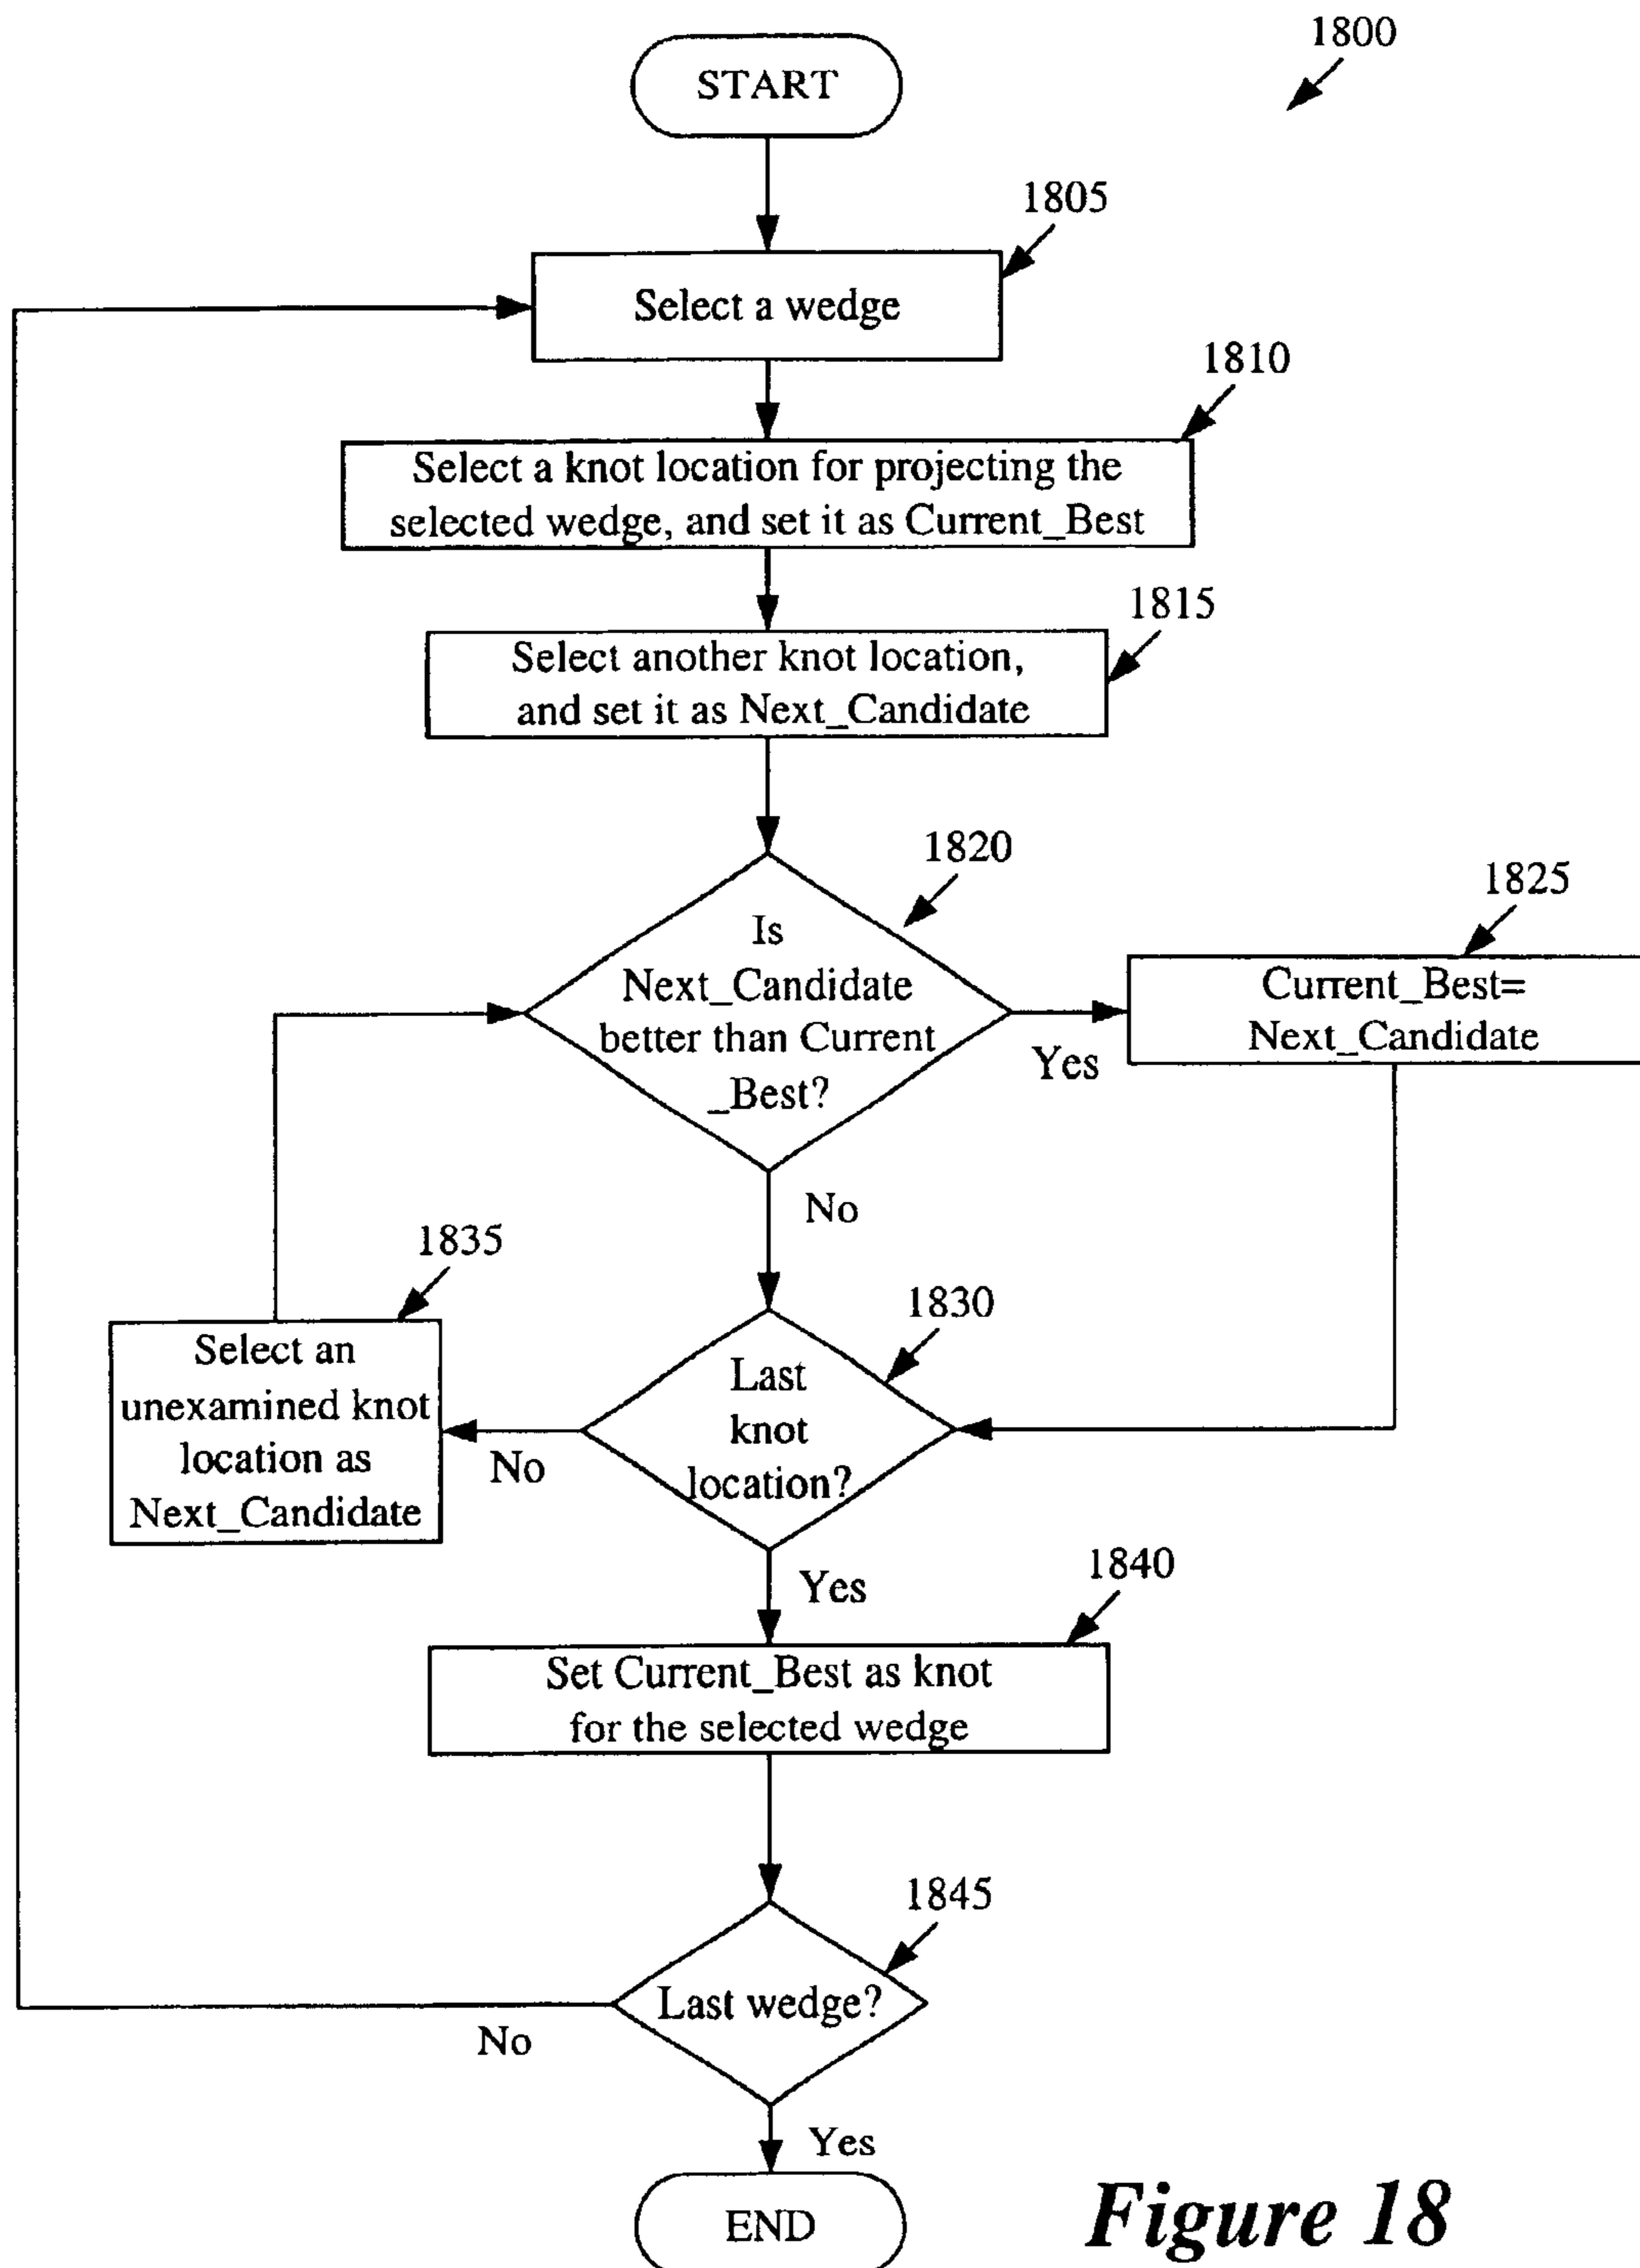 1800
START
1805
Select a wedge
1810
Select a knot location for projecting the
selected wedge, and set it as Current_Best
1815
Select another knot location,
and set it as Next_Candidate
1820
Is
Next_Candidate
better than Current
_Best?
Yes
1825
Current_Best=
Next_Candidate
No
1835
Select an
unexamined knot
location as
Next_Candidate
1830
Last
knot
location?
No
Yes
1840
Set Current_Best as knot
for the selected wedge
1845
Last wedge?
No
Yes
END
Figure 18